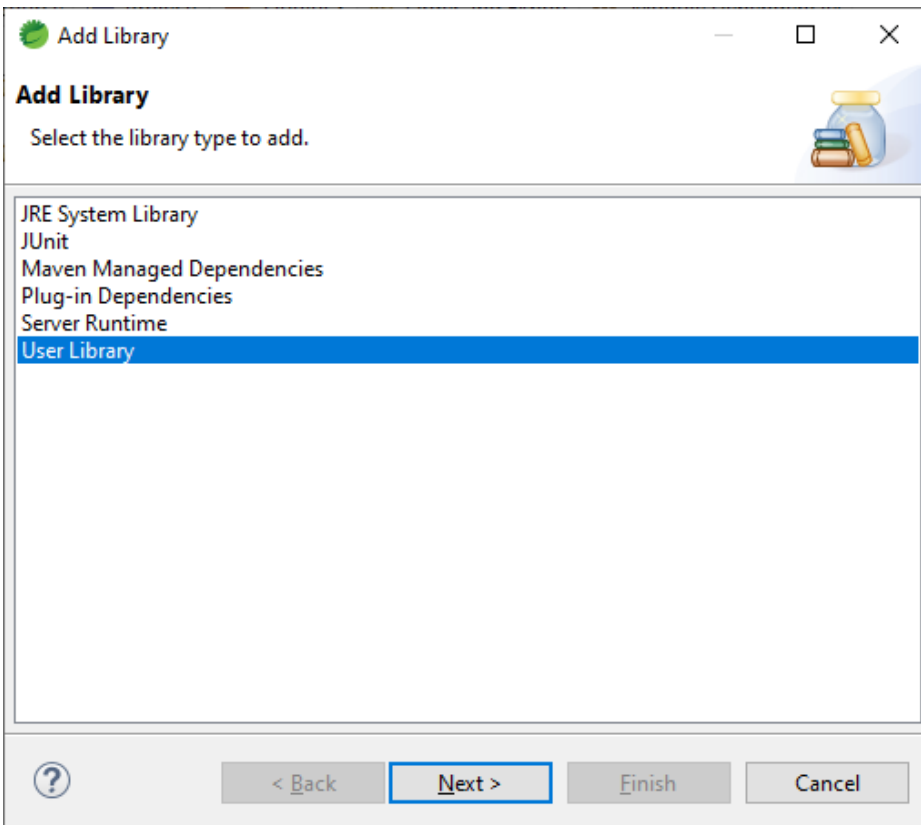 Add Library
Add Library
Select the library type to add.
JRE System Library
JUnit
Maven Managed Dependencies
Plug-in Dependencies
Server Runtime
User Library
?
< Back
Next >
Finish
Cancel